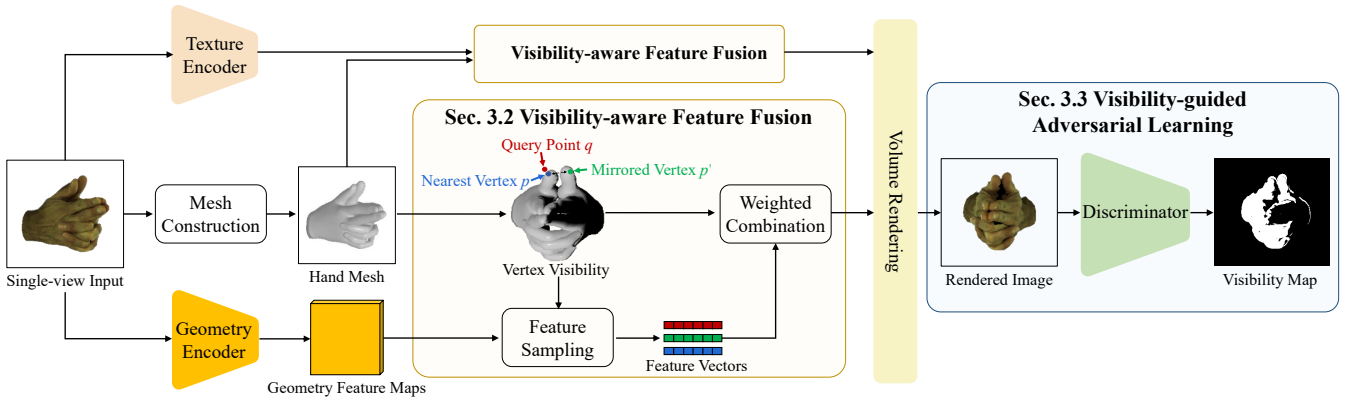 Texture
Encoder
Visibility-aware Feature Fusion
Sec. 3.2 Visibility-aware Feature Fusion
Query Point q
Nearest Vertex p
Mirrored Vertex p'
Mesh
Construction
Single-view Input
Hand Mesh
Vertex Visibility
Weighted
Combination
Geometry
Encoder
Geometry Feature Maps
Feature
Sampling
Feature Vectors
Volume Rendering
Sec. 3.3 Visibility-guided
Adversarial Learning
Rendered Image
Discriminator
Visibility Map